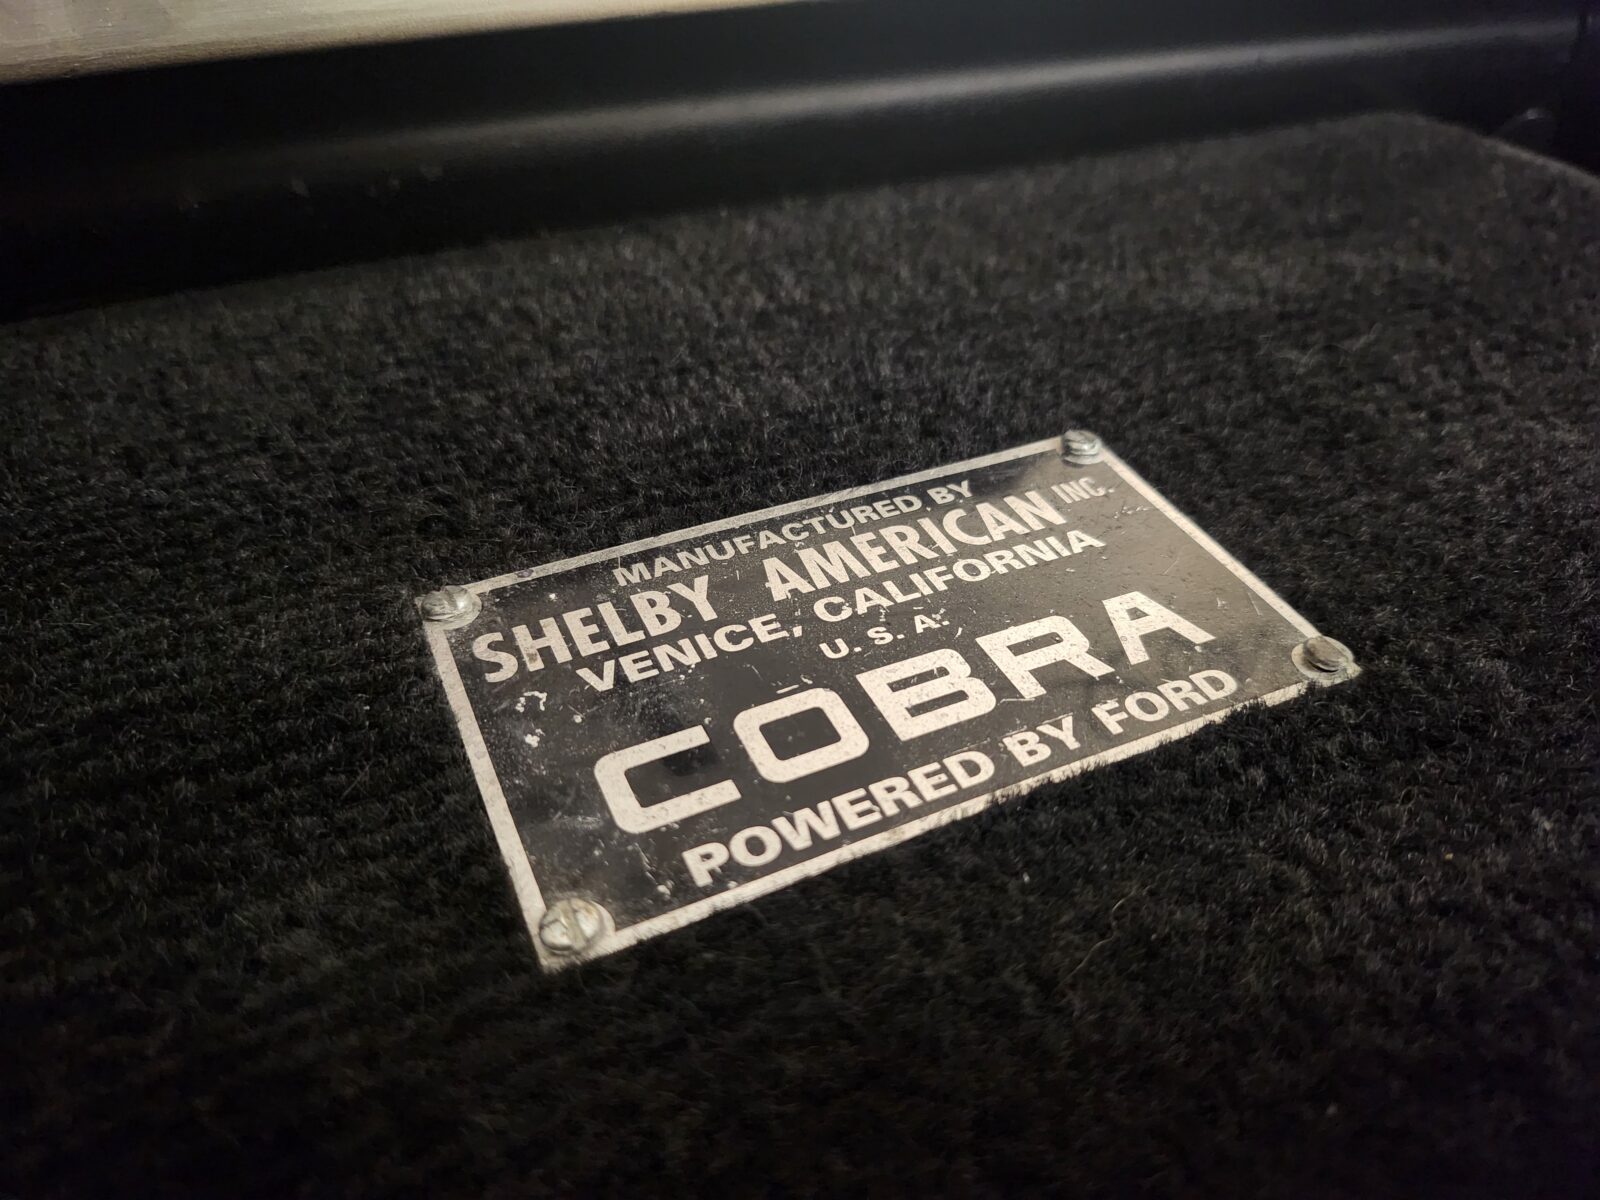 MANUFACTURED BY
SHELBY AMERICAN INC.
VENICE, CALIFORNIA
U. S. A.
COBRA
POWERED BY FORD